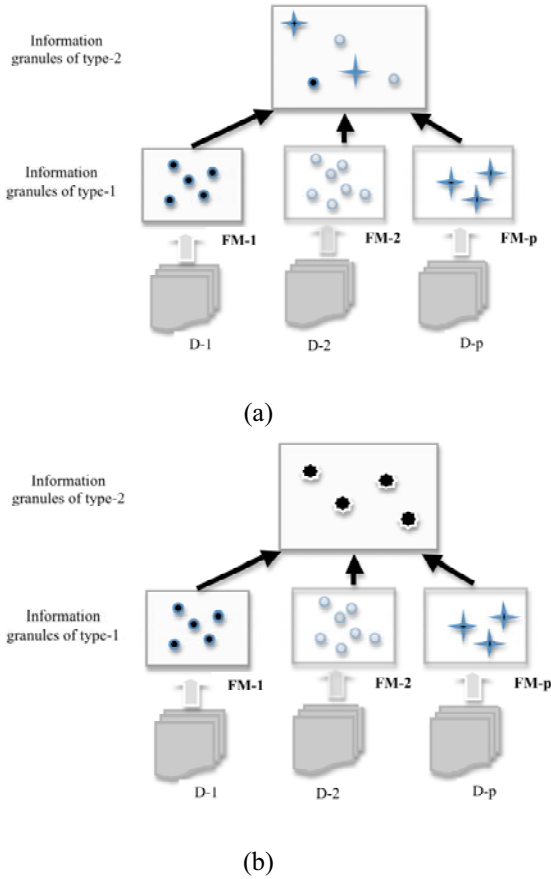 Information
granules of type-2
Information
granules of type-1
FM-1
FM-2
FM-p
D-1
D-2
D-p
(a)
Information
granules of type-2
Information
granules of type-1
FM-1
FM-2
FM-p
D-1
D-2
D-p
(b)